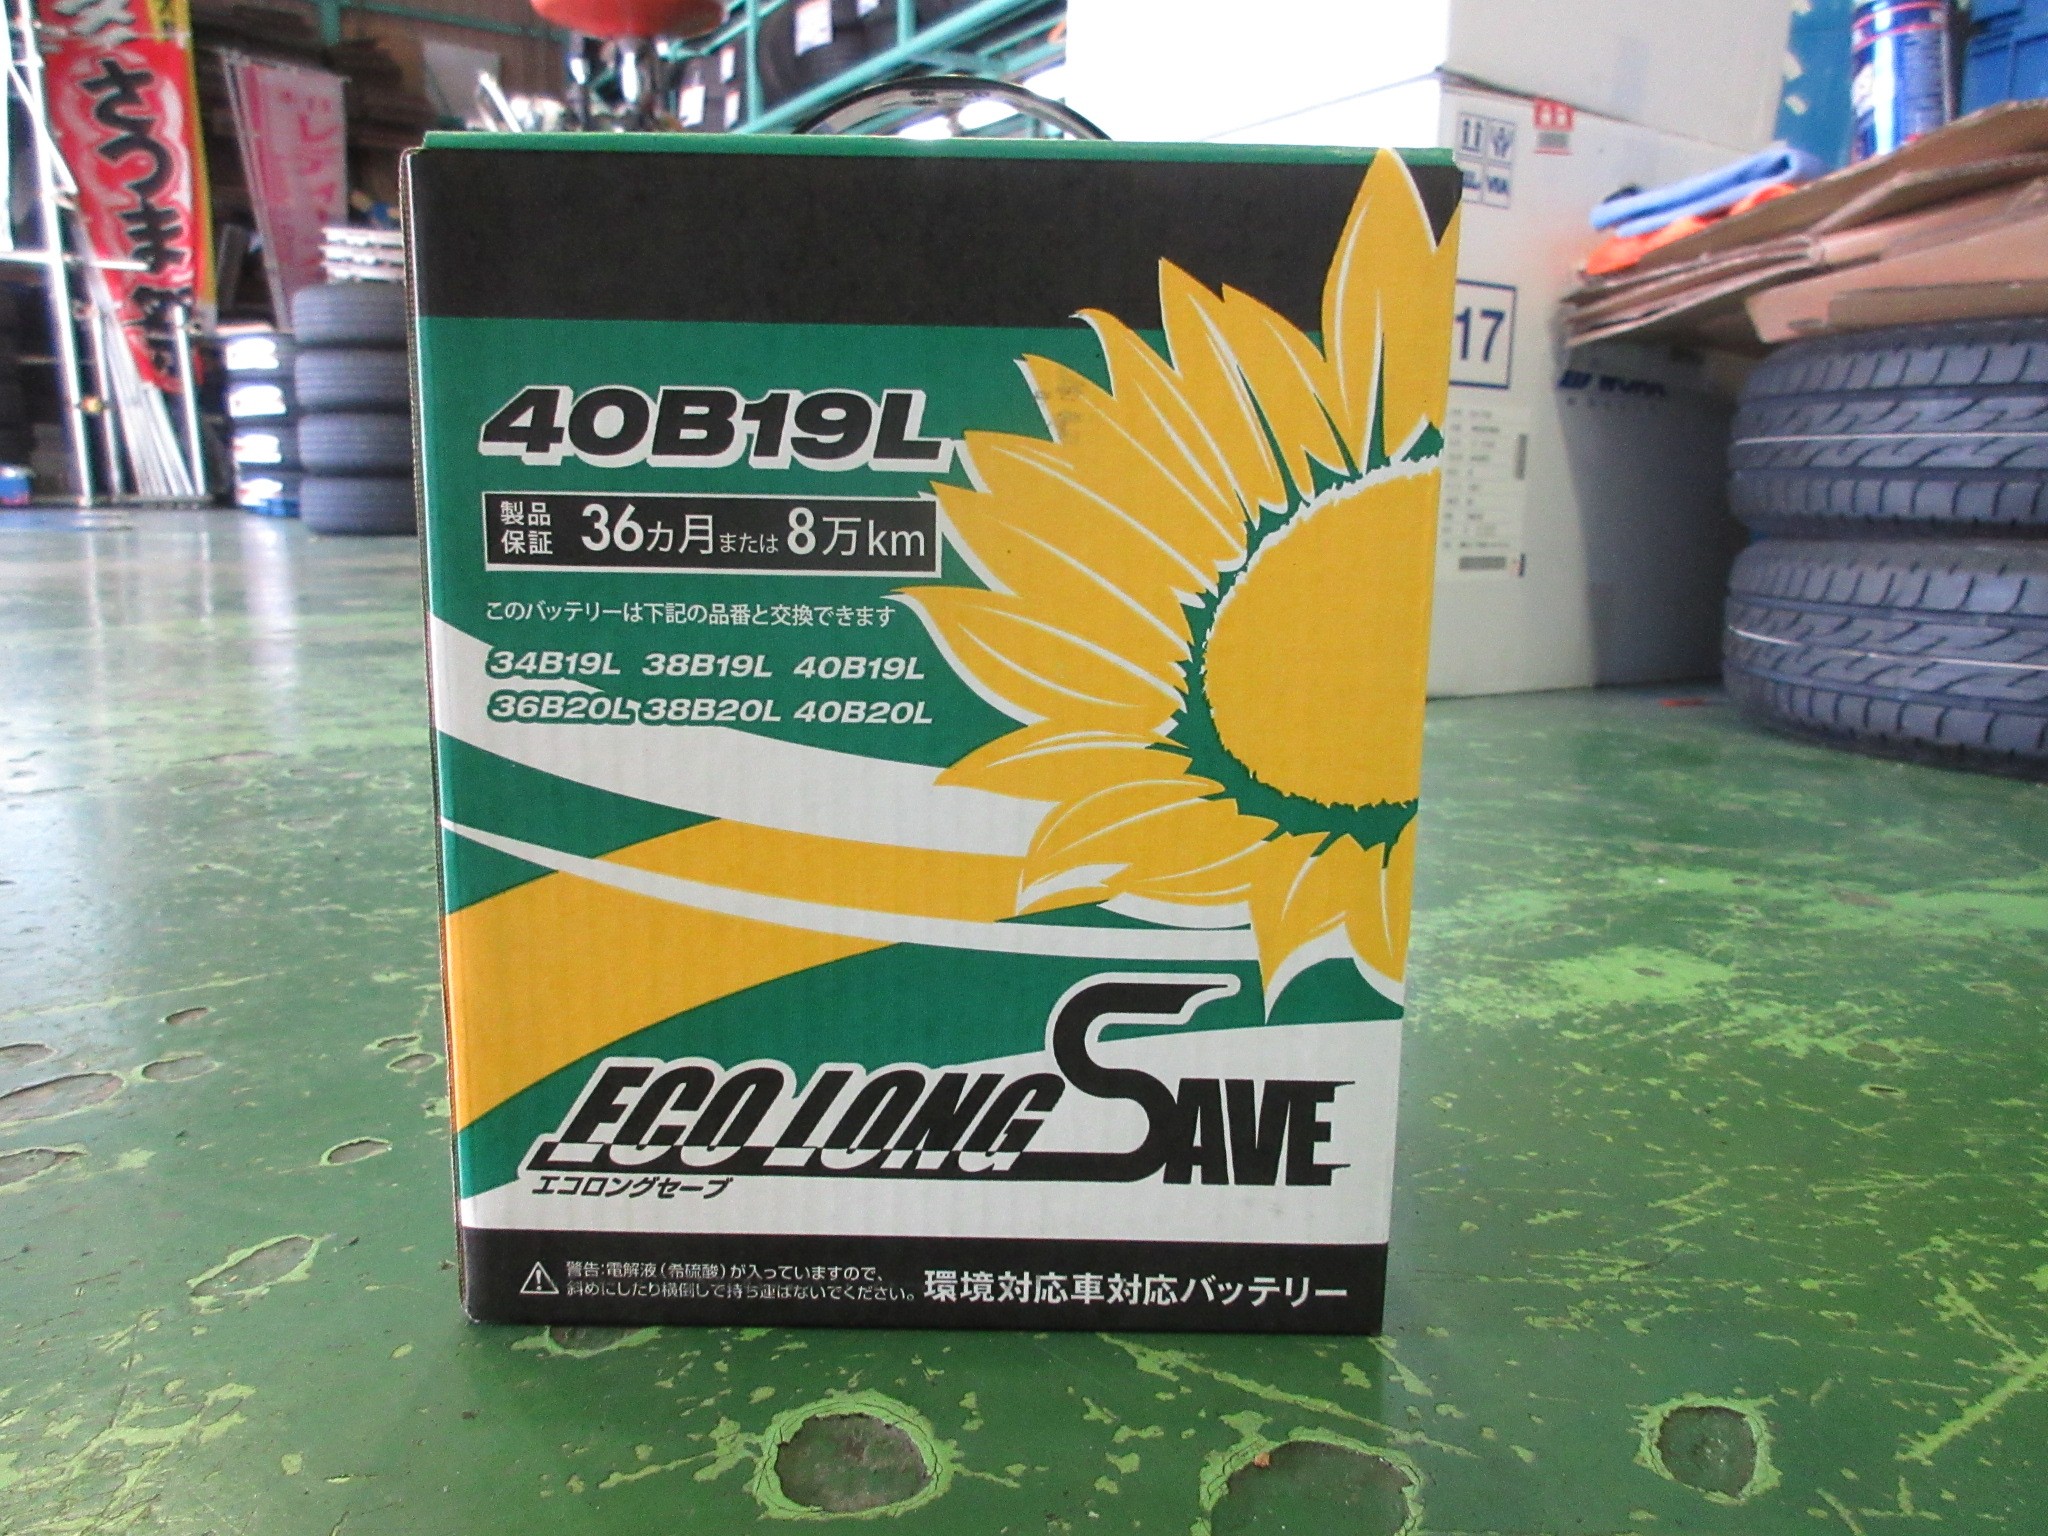 さつま
17
40B19L
製品保証 36カ月または8万km
このバッテリーは下記の品番と交換できます
34B19L 38B19L 40B19L
36B20L 38B20L 40B20L
ECO LONG SAVE
エコロングセーブ
警告:電解液(希硫酸)が入っていますので、
斜めにしたり横倒しで持ち運ばないでください。
環境対応車対応バッテリー